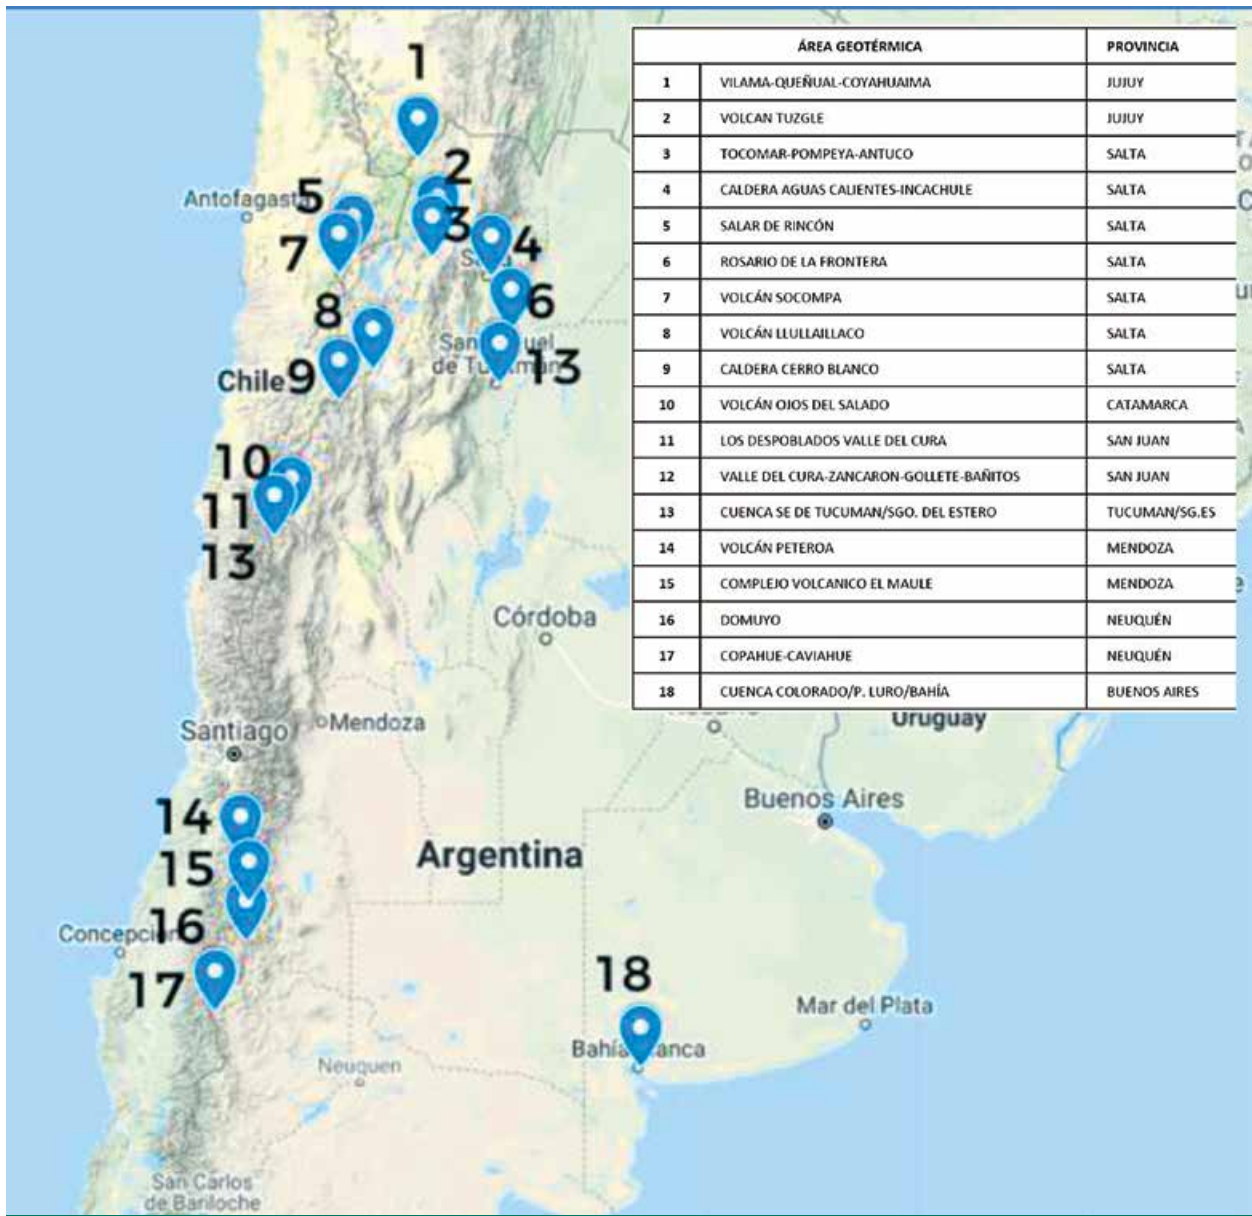 ÁREA GEOTÉRMICA PROVINCIA
1 VILAMA-QUEÑUAL-COYAHUAIMA JUJUY
2 VOLCAN TUZGLE JUJUY
3 TOCOMAR-POMPEYA-ANTUCO SALTA
4 CALDERA AGUAS CALIENTES-INCACHULE SALTA
5 SALAR DE RINCÓN SALTA
6 ROSARIO DE LA FRONTERA SALTA
7 VOLCÁN SOCOMPA SALTA
8 VOLCÁN LLULLAILLACO SALTA
9 CALDERA CERRO BLANCO SALTA
10 VOLCÁN OJOS DEL SALADO CATAMARCA
11 LOS DESPOBLADOS VALLE DEL CURA SAN JUAN
12 VALLE DEL CURA-ZANCARON-GOLLETE-BAÑITOS SAN JUAN
13 CUENCA SE DE TUCUMAN/SGO. DEL ESTERO TUCUMAN/SG.ES
14 VOLCÁN PETEROA MENDOZA
15 COMPLEJO VOLCANICO EL MAULE MENDOZA
16 DOMUYO NEUQUÉN
17 COPAHUE-CAVIAHUE NEUQUÉN
18 CUENCA COLORADO/P. LURO/BAHÍA BUENOS AIRES
1
2
Antofagasta 5
3
7
4
6
8
13
Chile 9
10
11
13
Córdoba
Mendoza
Santiago
Uruguay
14
Buenos Aires
15
Argentina
16
Concepción
17
18
Mar del Plata
Bahía Blanca
Neuquen
San Carlos
de Bariloche